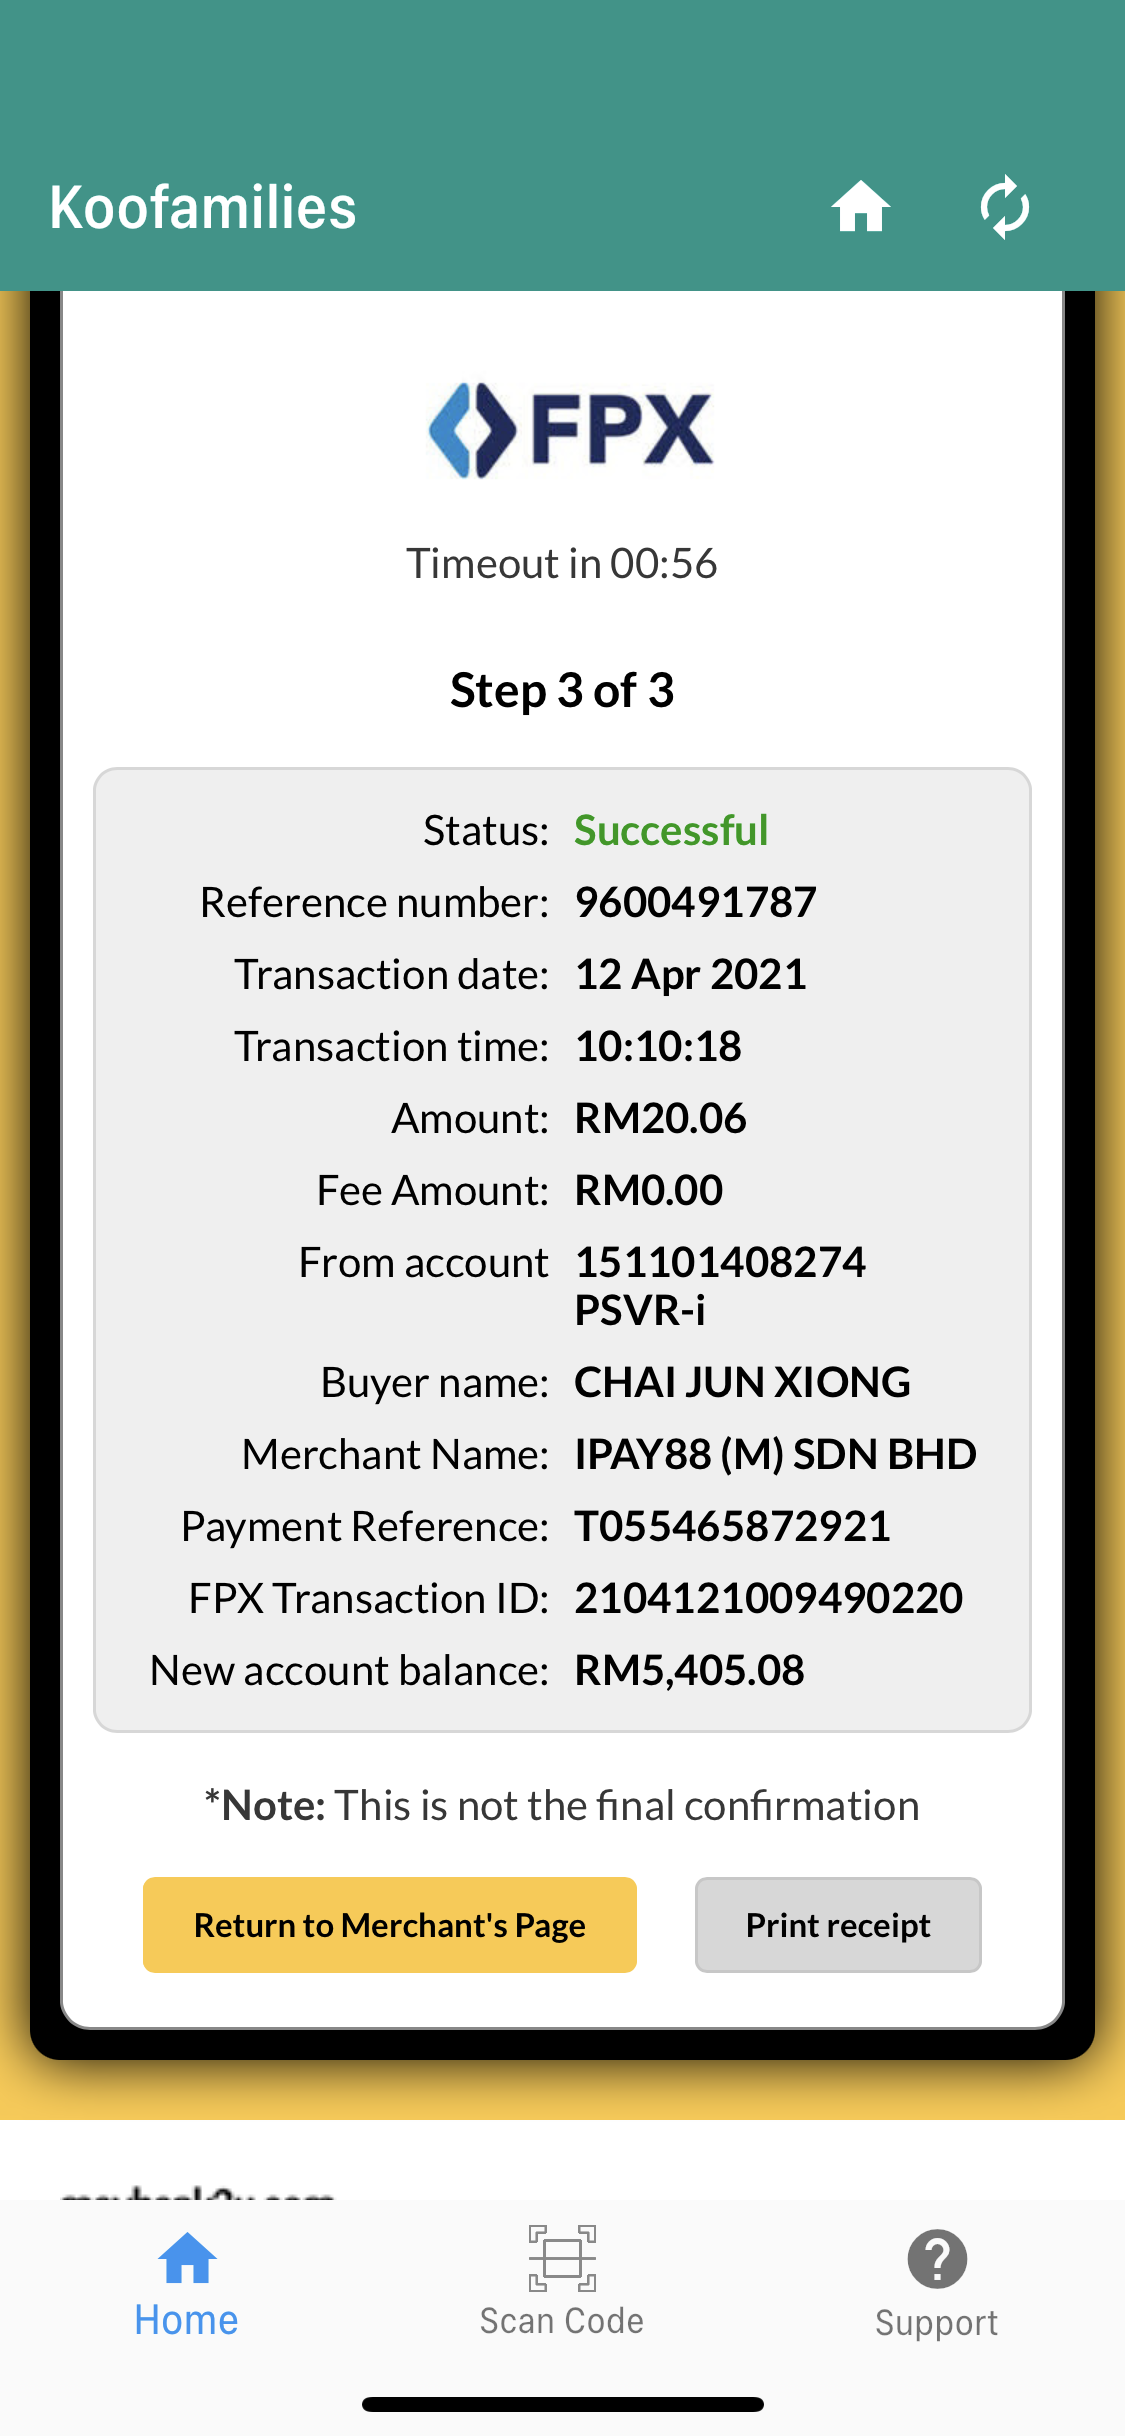 Koofamilies
FPX
Timeout in 00:56
Step 3 of 3
Status: Successful
Reference number: 9600491787
Transaction date: 12 Apr 2021
Transaction time: 10:10:18
Amount: RM20.06
Fee Amount: RM0.00
From account 151101408274
PSVR-i
Buyer name: CHAI JUN XIONG
Merchant Name: IPAY88 (M) SDN BHD
Payment Reference: T055465872921
FPX Transaction ID: 2104121009490220
New account balance: RM5,405.08
*Note: This is not the final confirmation
Return to Merchant's Page Print receipt
Home Scan Code Support